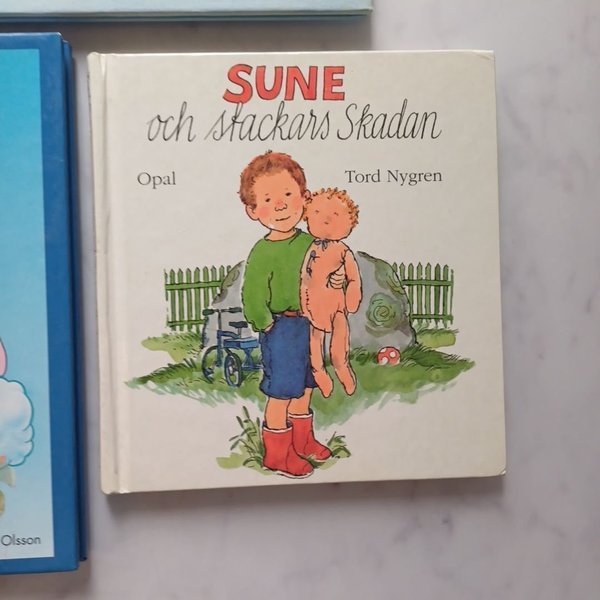 SUNE
och stackars Skadan
Opal
Tord Nygren
Olsson